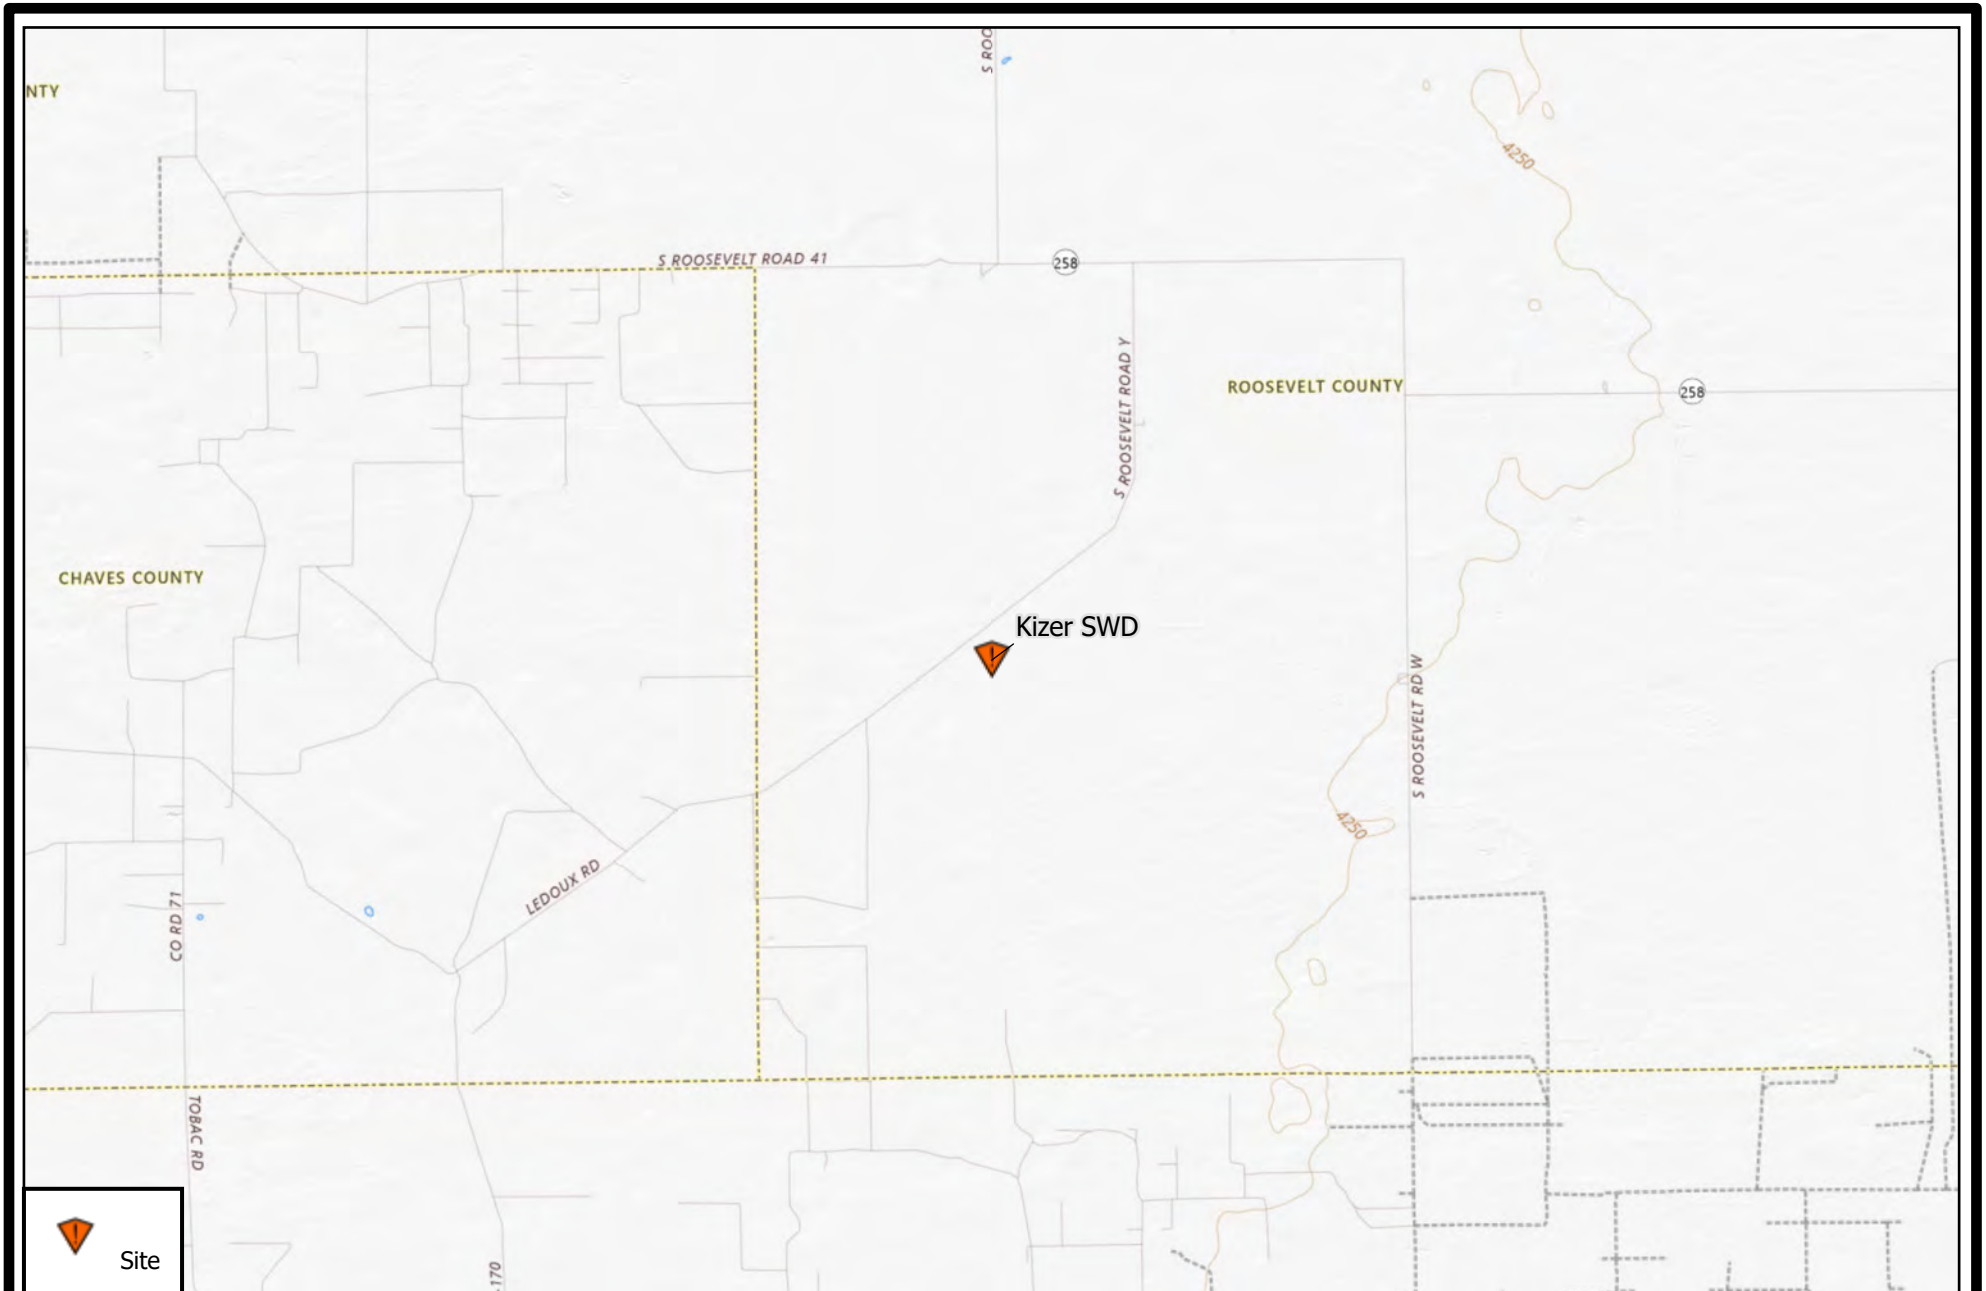 S ROO
NTY
4250
S ROOSEVELT ROAD 41
258
S ROOSEVELT ROAD Y
ROOSEVELT COUNTY
258
CHAVES COUNTY
Kizer SWD
S ROOSEVELT RD W
4250
LEDOUX RD
CO RD 71
TOBAC RD
Site
170